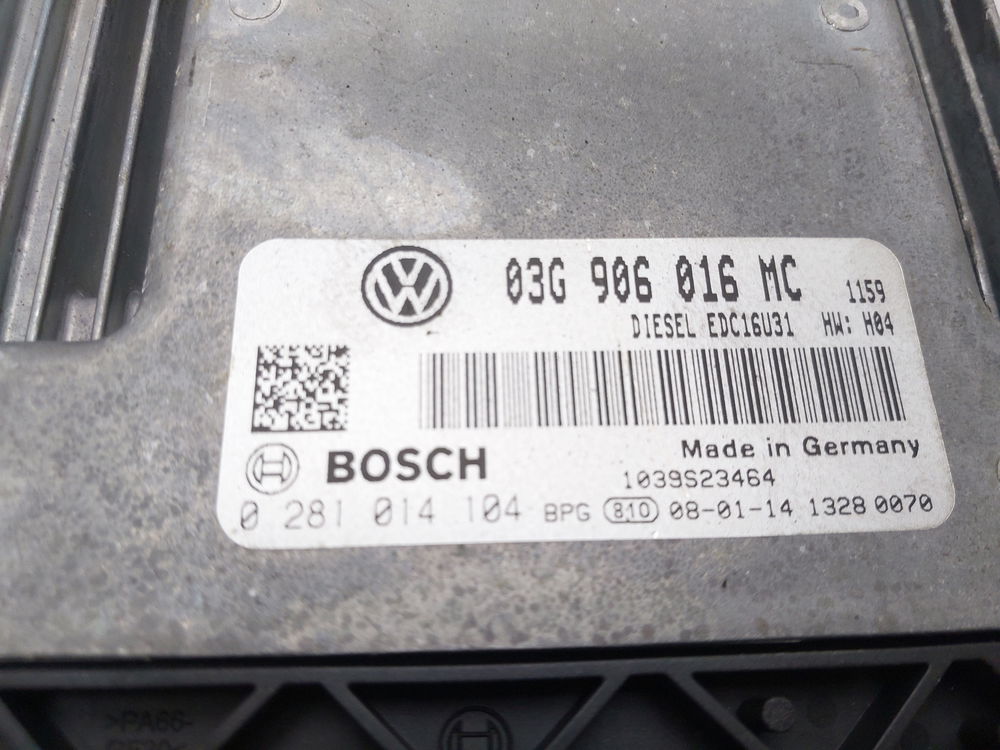 03G 906 016 MC 1159
DIESEL EDC16U31 HW: H04
Made in Germany
BOSCH
1039S23464
0 281 014 104 BPG 810 08-01-14 1328 0070
>PA66-